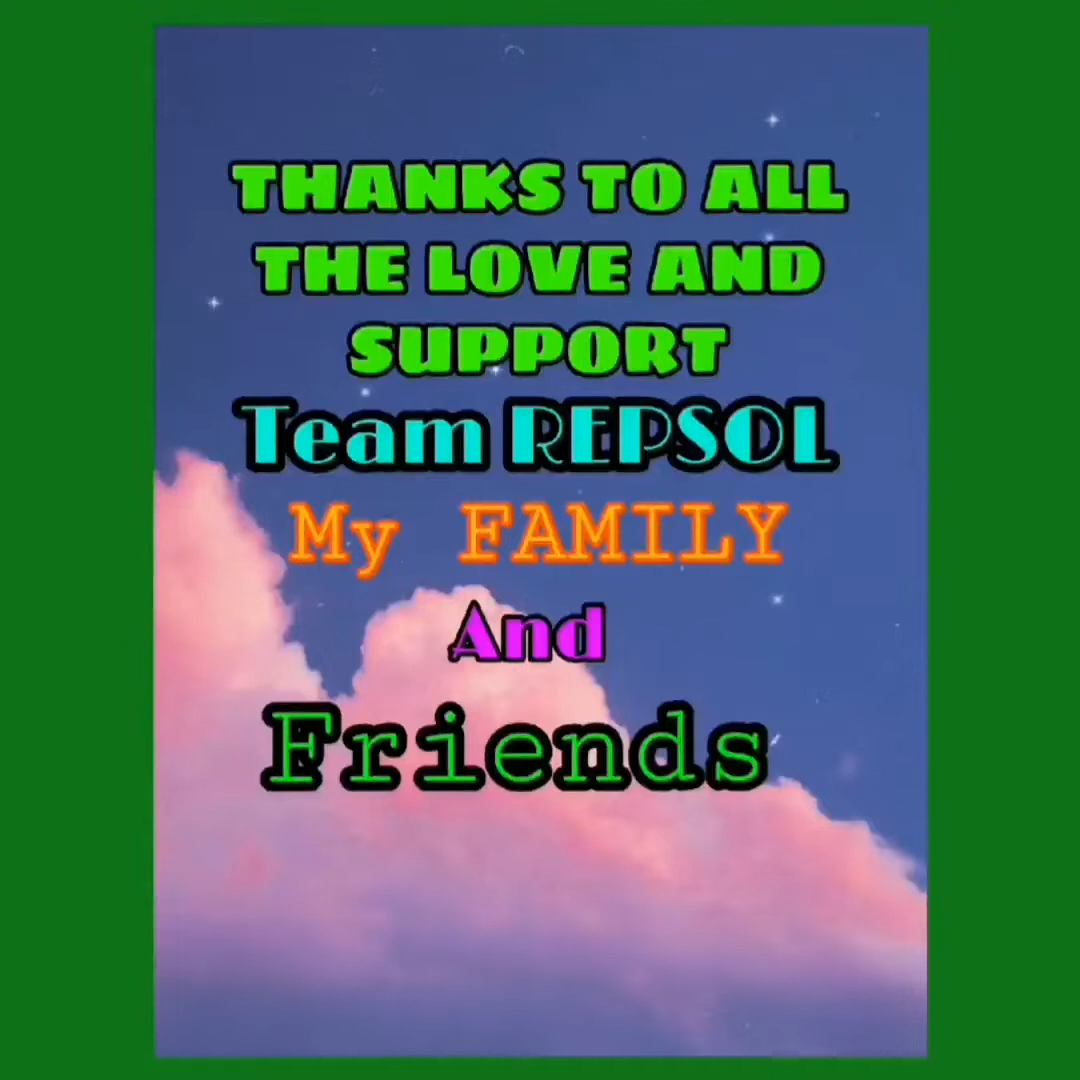 THANKS TO ALL
THE LOVE AND
SUPPORT
Team REPSOL
My FAMILY
And
Friends